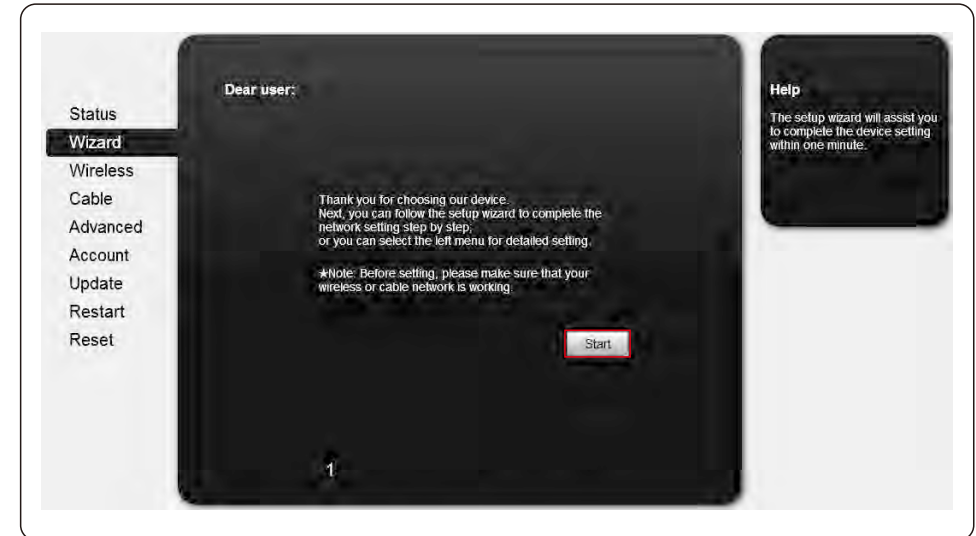 Status
Wizard
Wireless
Cable
Advanced
Account
Update
Restart
Reset
Dear user:
Thank you for choosing our device.
Next, you can follow the setup wizard to complete the
network setting step by step;
or you can select the left menu for detailed setting.
★Note: Before setting, please make sure that your
wireless or cable network is working.
Start
1
Help
The setup wizard will assist you
to complete the device setting
within one minute.